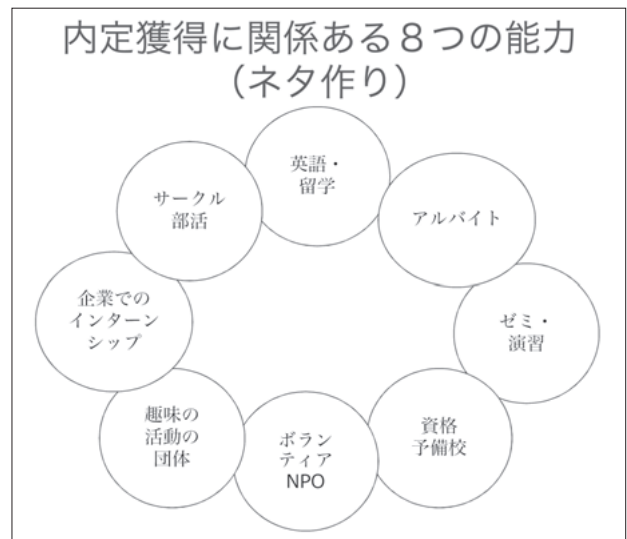 内定獲得に関係ある８つの能力
（ネタ作り）
英語・
留学
アルバイト
ゼミ・
演習
資格
予備校
ボラン
ティア
NPO
趣味の
活動の
団体
企業での
インターン
シップ
サークル
部活